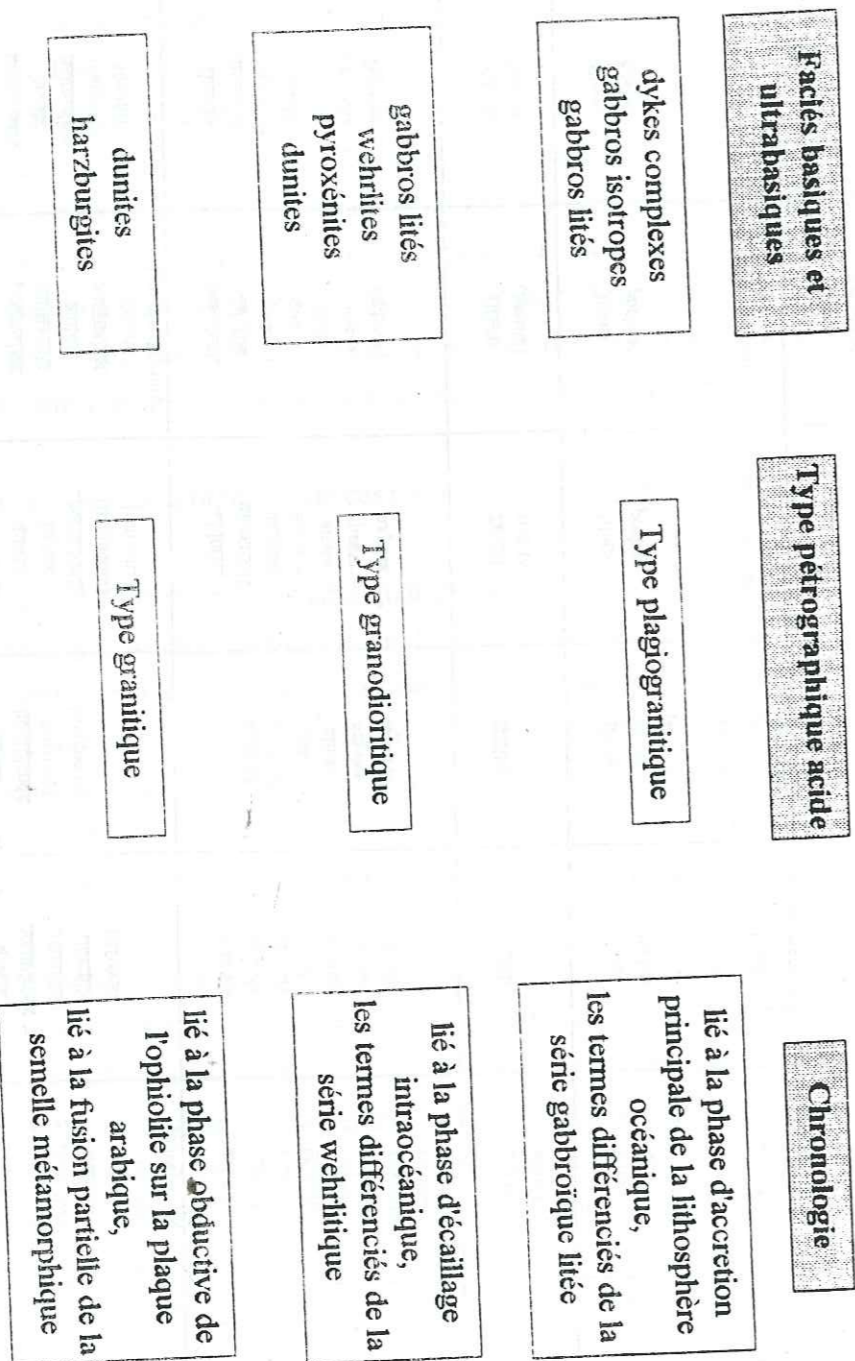 Faciés basiques et
ultrabasiques
Type pétrographique acide
Chronologie
dykes complexes
gabbros isotropes
gabbros lités
Type plagiogranitique
lié à la phase d'accretion
principale de la lithosphère
océanique,
les termes différenciés de la
série gabbroïque litée
gabbros lités
wehrlites
pyroxénites
dunites
Type granodioritique
lié à la phase d'écaillage
intraocéanique,
les termes différenciés de la
série wehrlitique
dunites
harzburgites
Type granitique
lié à la phase obductive de
l'ophiolite sur la plaque
arabique,
lié à la fusion partielle de la
semelle métamorphique